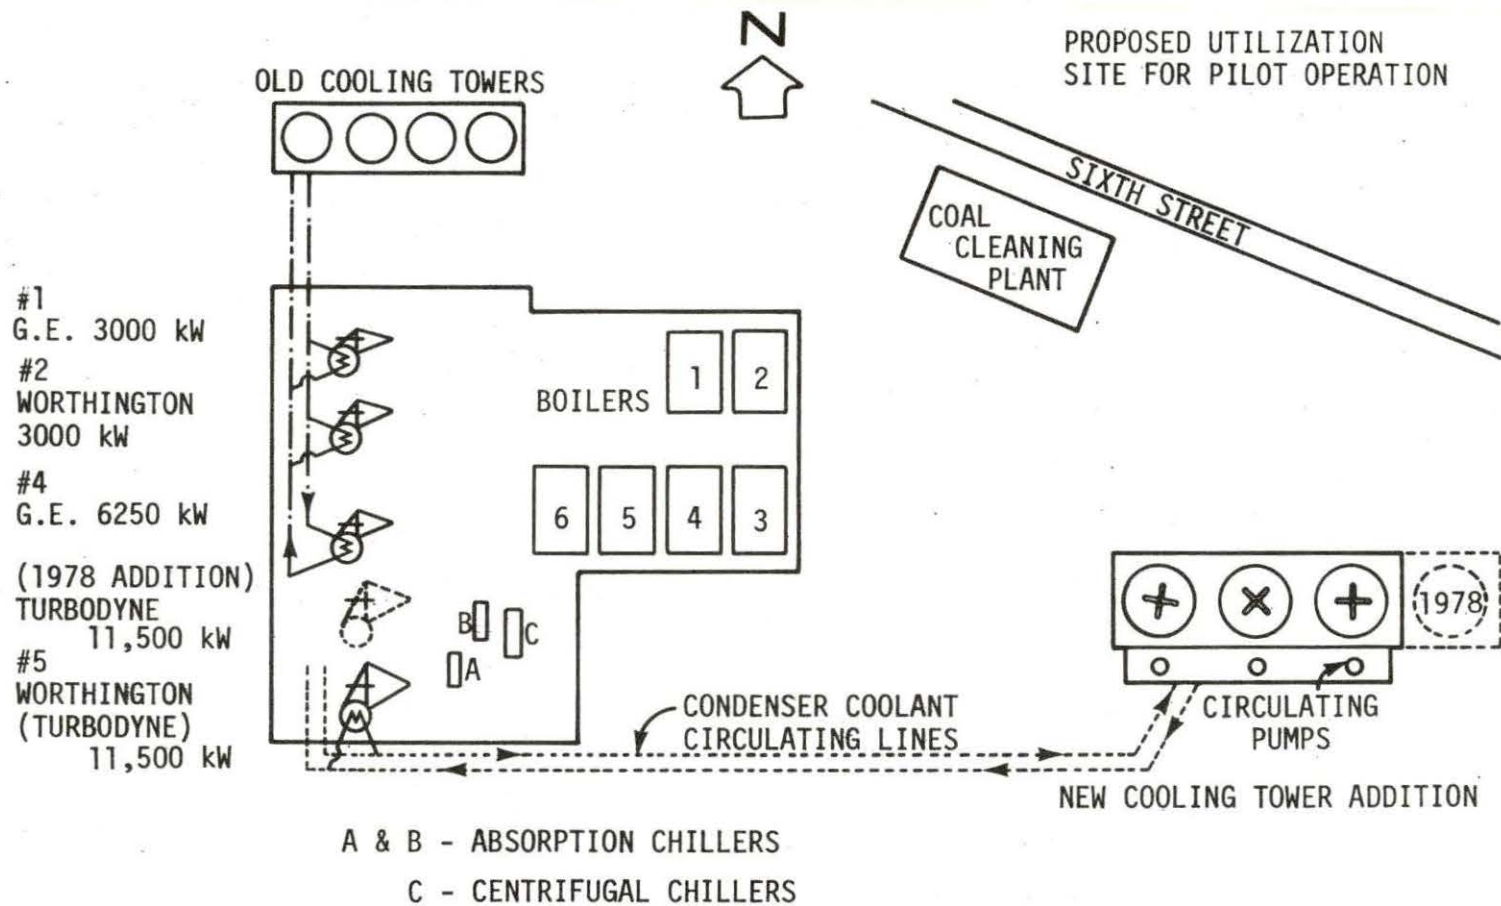 N
PROPOSED UTILIZATION
SITE FOR PILOT OPERATION
OLD COOLING TOWERS
SIXTH STREET
COAL
CLEANING
PLANT
#1
G.E. 3000 kW
#2
WORTHINGTON
3000 kW
#4
G.E. 6250 kW
(1978 ADDITION)
TURBODYNE
11,500 kW
#5
WORTHINGTON
(TURBODYNE)
11,500 kW
BOILERS
1
2
6
5
4
3
B
C
A
1978
CONDENSER COOLANT
CIRCULATING LINES
CIRCULATING
PUMPS
NEW COOLING TOWER ADDITION
A & B - ABSORPTION CHILLERS
C - CENTRIFUGAL CHILLERS